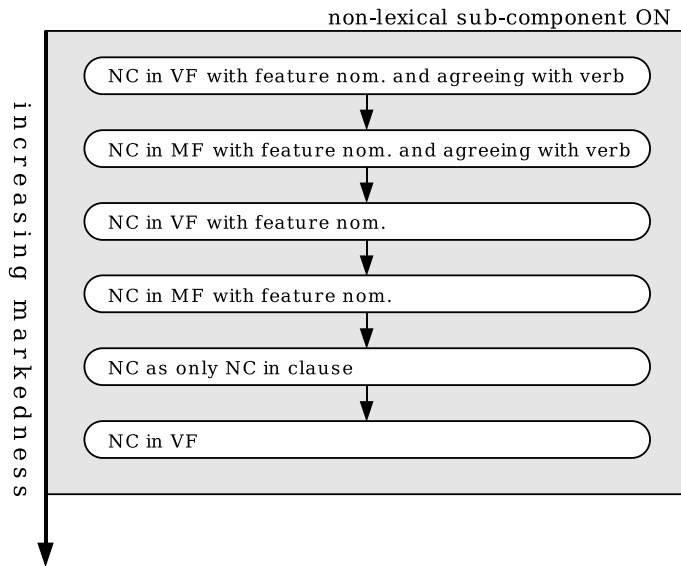 non-lexical sub-component ON
increasing markedness
NC in VF with feature nom. and agreeing with verb
NC in MF with feature nom. and agreeing with verb
NC in VF with feature nom.
NC in MF with feature nom.
NC as only NC in clause
NC in VF